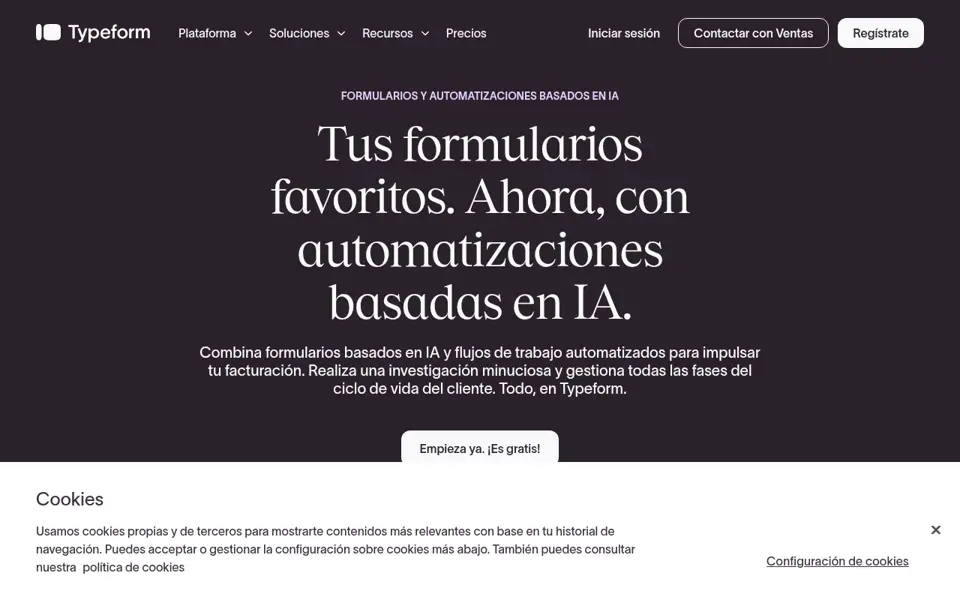 Typeform
Plataforma
Soluciones
Recursos
Precios
Iniciar sesión
Contactar con Ventas
Regístrate
FORMULARIOS Y AUTOMATIZACIONES BASADOS EN IA
Tus formularios
favoritos. Ahora, con
automatizaciones
basadas en IA.
Combina formularios basados en IA y flujos de trabajo automatizados para impulsar
tu facturación. Realiza una investigación minuciosa y gestiona todas las fases del
ciclo de vida del cliente. Todo, en Typeform.
Empieza ya. ¡Es gratis!
Cookies
Usamos cookies propias y de terceros para mostrarte contenidos más relevantes con base en tu historial de
navegación. Puedes aceptar o gestionar la configuración sobre cookies más abajo. También puedes consultar
nuestra política de cookies
Configuración de cookies